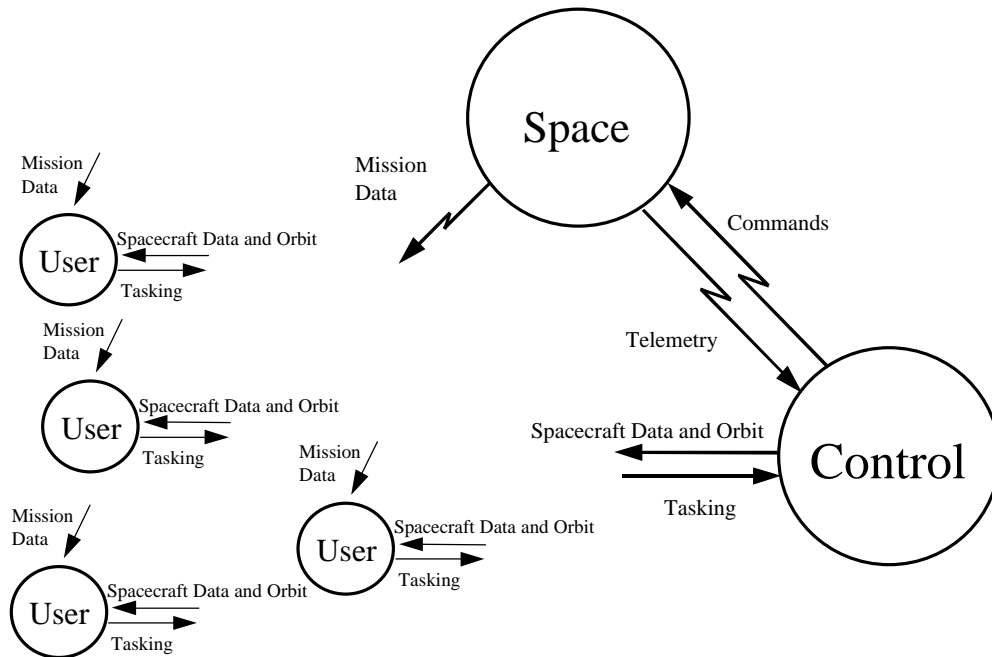 Space
Mission
Data
Commands
Telemetry
Mission
Data
User
Spacecraft Data and Orbit
Tasking
Mission
Data
User
Spacecraft Data and Orbit
Tasking
Spacecraft Data and Orbit
Control
Tasking
Mission
Data
User
Spacecraft Data and Orbit
Tasking
Mission
Data
User
Spacecraft Data and Orbit
Tasking